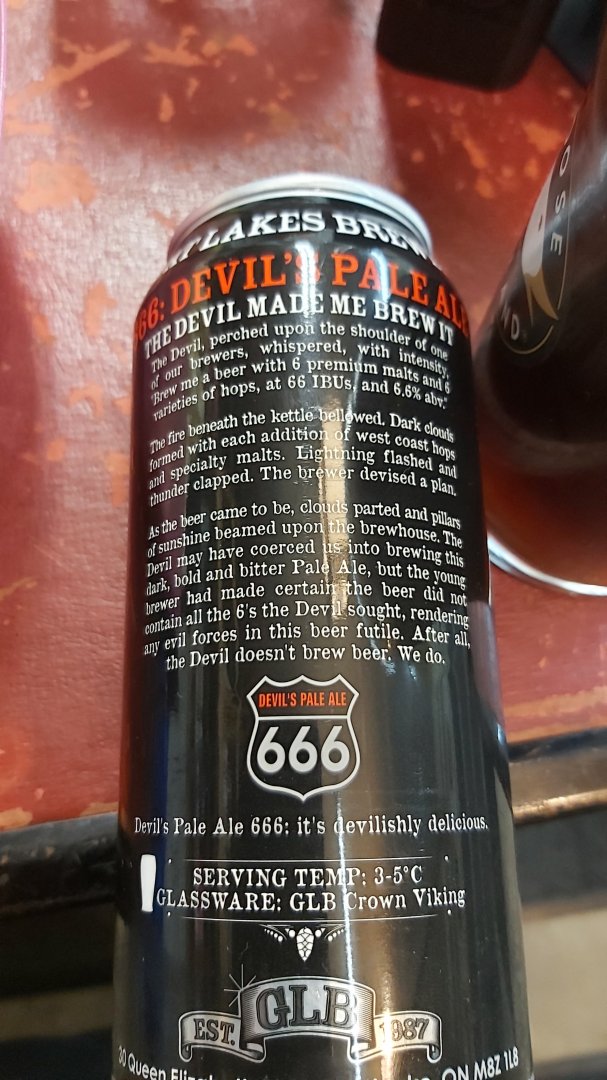 LAKES BREW
666: DEVIL'S PALE ALE
THE DEVIL MADE ME BREW IT
The Devil, perched upon the shoulder of one
of our brewers, whispered, with intensity,
"Brew me a beer with 6 premium malts and 6
varieties of hops, at 66 IBUs, and 6.6% abv."
The fire beneath the kettle bellowed. Dark clouds
formed with each addition of west coast hops
and specialty malts. Lightning flashed and
thunder clapped. The brewer devised a plan.
As the beer came to be, clouds parted and pillars
of sunshine beamed upon the brewhouse. The
Devil may have coerced us into brewing this
dark, bold and bitter Pale Ale, but the young
brewer had made certain the beer did not
contain all the 6's the Devil sought, rendering
any evil forces in this beer futile. After all,
the Devil doesn't brew beer. We do.
DEVIL'S PALE ALE
666
Devil's Pale Ale 666: it's devilishly delicious.
SERVING TEMP: 3-5°C
GLASSWARE: GLB Crown Viking
GLB
EST. 1987
30 Queen ON M8Z 1L8
OSE
ND